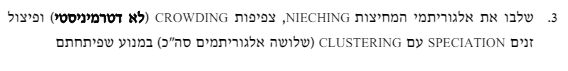 3. שלבו את אלגוריתמי המחיצות NIECHING, צפיפות CROWDING (לא דטרמיניסטי) ופיצול
זנים SPECIATION עם CLUSTERING (שלושה אלגוריתמים סה"כ) במנוע שפיתחתם